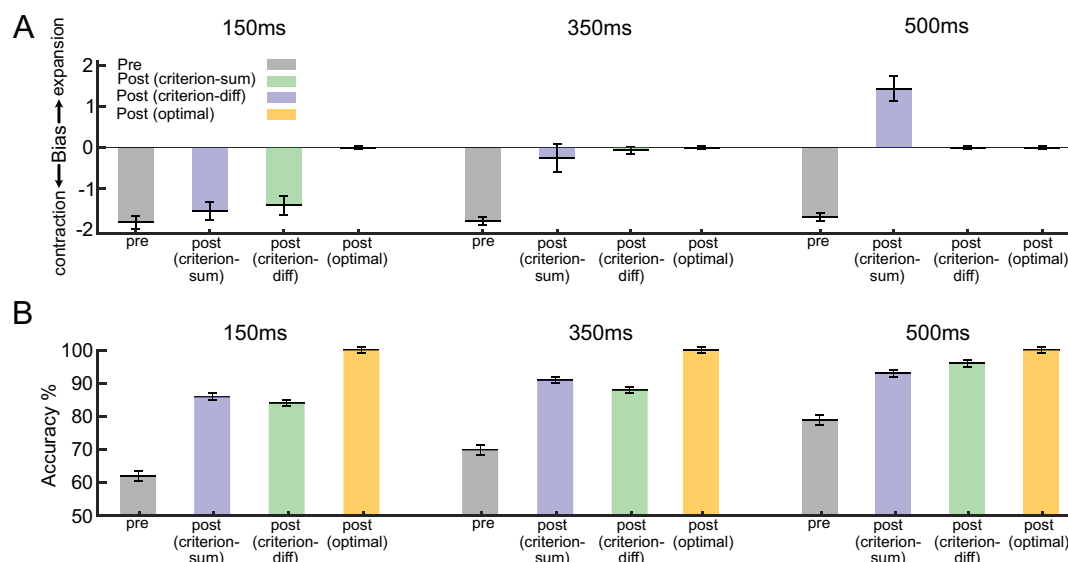 A
150ms
350ms
500ms
contraction ← Bias → expansion
2
1
0
-1
-2
Pre
Post (criterion-sum)
Post (criterion-diff)
Post (optimal)
pre
post (criterion-sum)
post (criterion-diff)
post (optimal)
pre
post (criterion-sum)
post (criterion-diff)
post (optimal)
pre
post (criterion-sum)
post (criterion-diff)
post (optimal)
B
150ms
350ms
500ms
Accuracy %
100
90
80
70
60
50
pre
post (criterion-sum)
post (criterion-diff)
post (optimal)
pre
post (criterion-sum)
post (criterion-diff)
post (optimal)
pre
post (criterion-sum)
post (criterion-diff)
post (optimal)